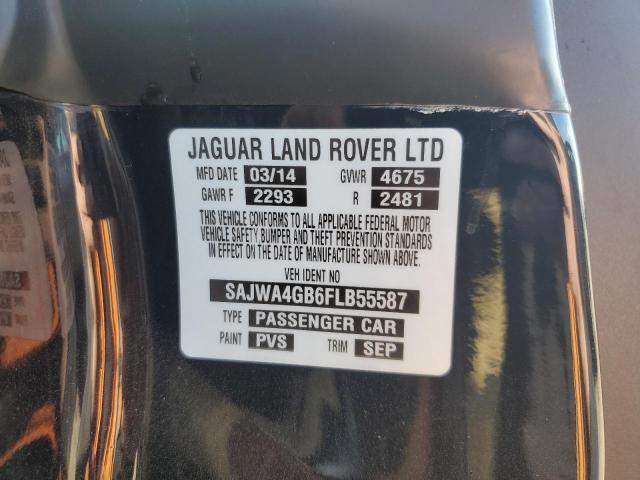 JAGUAR LAND ROVER LTD
MFD DATE 03/14 GVWR 4675
GAWR F 2293 R 2481
THIS VEHICLE CONFORMS TO ALL APPLICABLE FEDERAL MOTOR
VEHICLE SAFETY BUMPER AND THEFT PREVENTION STANDARDS
IN EFFECT ON THE DATE OF MANUFACTURE SHOWN ABOVE.
VEH IDENT NO
SAJWA4GB6FLB55587
TYPE PASSENGER CAR
PAINT PVS TRIM SEP